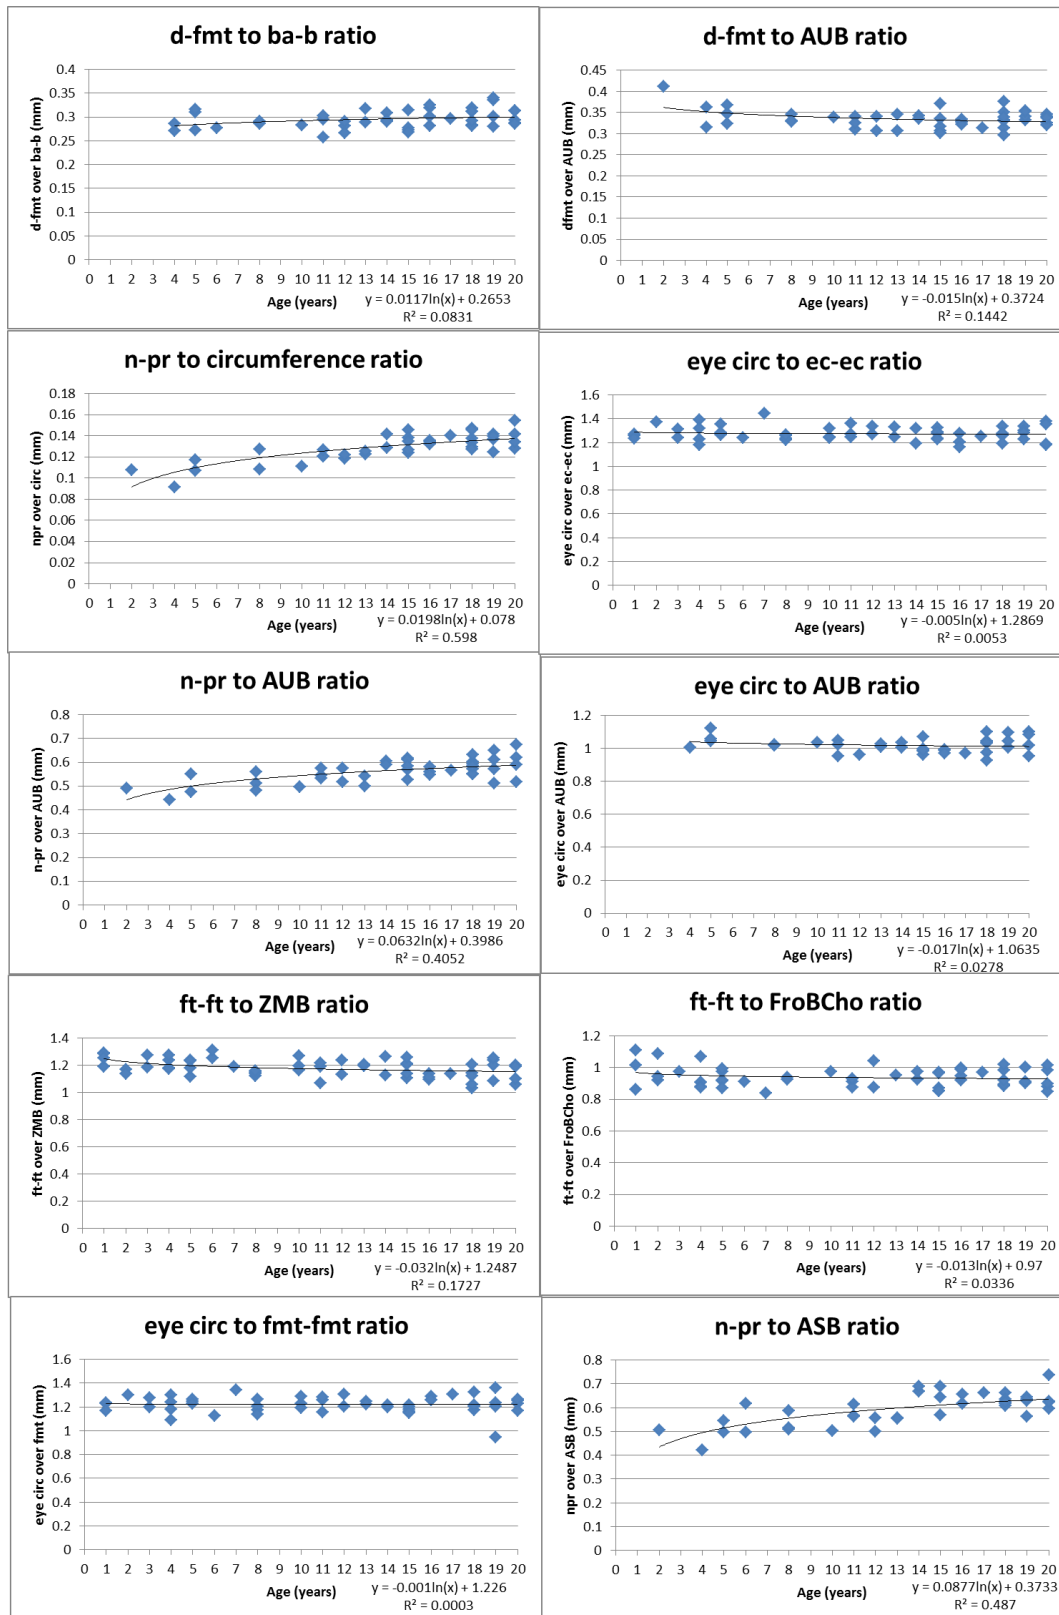 d-fmt to ba-b ratio
d-fmt over ba-b (mm)
0.4
0.35
0.3
0.25
0.2
0.15
0.1
0.05
0
0 1 2 3 4 5 6 7 8 9 10 11 12 13 14 15 16 17 18 19 20
Age (years)
y = 0.0117ln(x) + 0.2653
R² = 0.0831
d-fmt to AUB ratio
dfmt over AUB (mm)
0.45
0.4
0.35
0.3
0.25
0.2
0.15
0.1
0.05
0
0 1 2 3 4 5 6 7 8 9 10 11 12 13 14 15 16 17 18 19 20
Age (years)
y = -0.015ln(x) + 0.3724
R² = 0.1442
n-pr to circumference ratio
npr over circ (mm)
0.18
0.16
0.14
0.12
0.1
0.08
0.06
0.04
0.02
0
0 1 2 3 4 5 6 7 8 9 10 11 12 13 14 15 16 17 18 19 20
Age (years)
y = 0.0198ln(x) + 0.078
R² = 0.598
eye circ to ec-ec ratio
eye circ over ec-ec (mm)
1.6
1.4
1.2
1
0.8
0.6
0.4
0.2
0
0 1 2 3 4 5 6 7 8 9 10 11 12 13 14 15 16 17 18 19 20
Age (years)
y = -0.005ln(x) + 1.2869
R² = 0.0053
n-pr to AUB ratio
n-pr over AUB (mm)
0.8
0.7
0.6
0.5
0.4
0.3
0.2
0.1
0
0 1 2 3 4 5 6 7 8 9 10 11 12 13 14 15 16 17 18 19 20
Age (years)
y = 0.0632ln(x) + 0.3986
R² = 0.4052
eye circ to AUB ratio
eye circ over AUB (mm)
1.2
1
0.8
0.6
0.4
0.2
0
0 1 2 3 4 5 6 7 8 9 10 11 12 13 14 15 16 17 18 19 20
Age (years)
y = -0.017ln(x) + 1.0635
R² = 0.0278
ft-ft to ZMB ratio
ft-ft over ZMB (mm)
1.4
1.2
1
0.8
0.6
0.4
0.2
0
0 1 2 3 4 5 6 7 8 9 10 11 12 13 14 15 16 17 18 19 20
Age (years)
y = -0.032ln(x) + 1.2487
R² = 0.1727
ft-ft to FroBCho ratio
ft-ft over FroBCho (mm)
1.2
1
0.8
0.6
0.4
0.2
0
0 1 2 3 4 5 6 7 8 9 10 11 12 13 14 15 16 17 18 19 20
Age (years)
y = -0.013ln(x) + 0.97
R² = 0.0336
eye circ to fmt-fmt ratio
eye circ over fmt (mm)
1.6
1.4
1.2
1
0.8
0.6
0.4
0.2
0
0 1 2 3 4 5 6 7 8 9 10 11 12 13 14 15 16 17 18 19 20
Age (years)
y = -0.001ln(x) + 1.226
R² = 0.0003
n-pr to ASB ratio
npr over ASB (mm)
0.8
0.7
0.6
0.5
0.4
0.3
0.2
0.1
0
0 1 2 3 4 5 6 7 8 9 10 11 12 13 14 15 16 17 18 19 20
Age (years)
y = 0.0877ln(x) + 0.3733
R² = 0.487